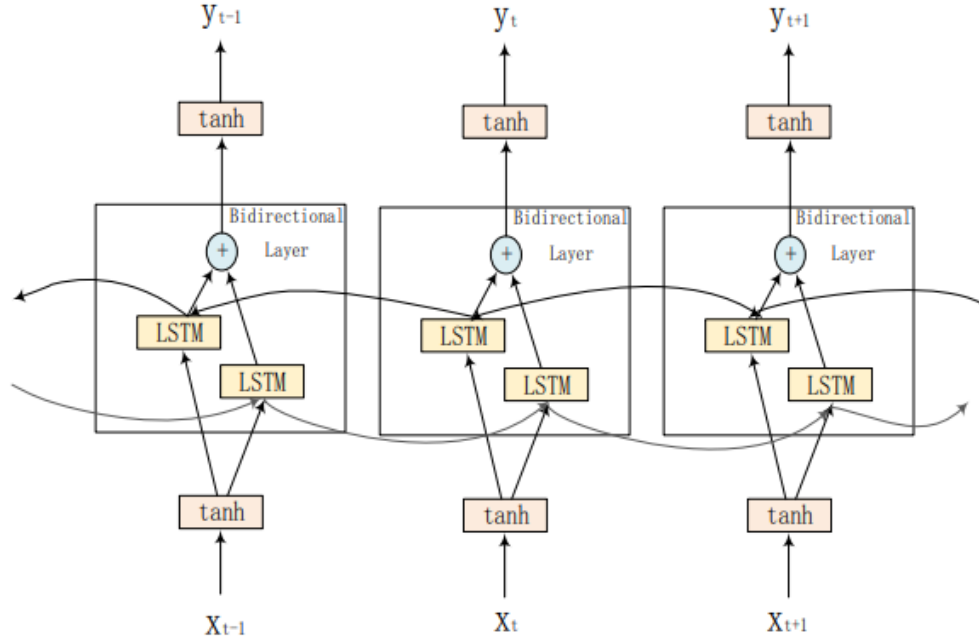 yt-1 yt yt+1
tanh tanh tanh
Bidirectional Bidirectional Bidirectional
+ Layer + Layer + Layer
LSTM LSTM LSTM
LSTM LSTM LSTM
tanh tanh tanh
xt-1 xt xt+1